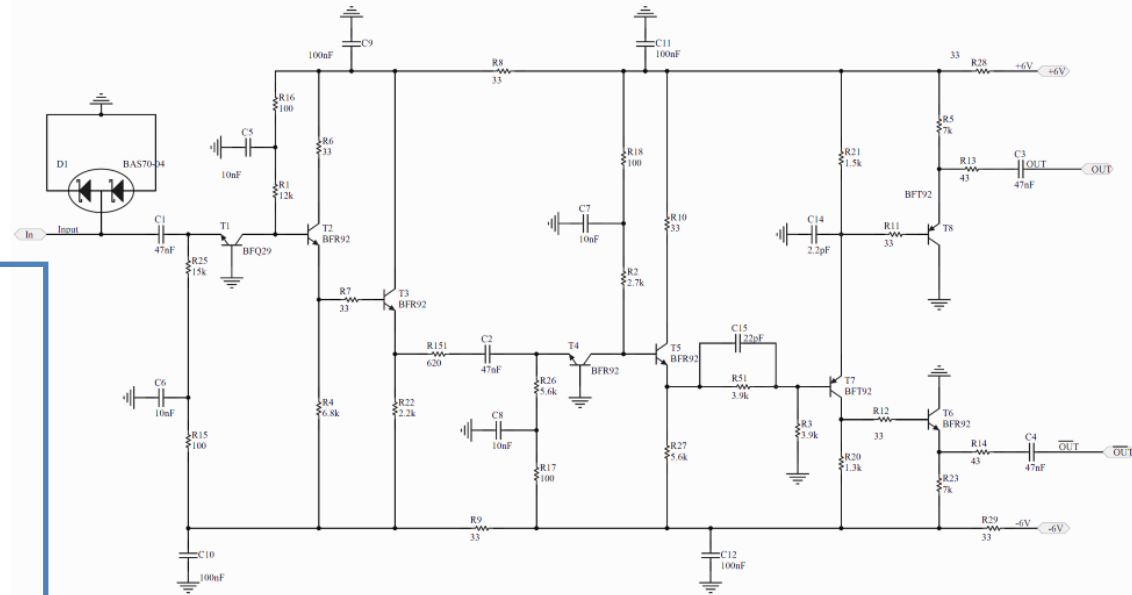 C9
100nF
C11
100nF
33
R28
+6V
+6V
R8
33
R16
100
C5
10nF
R6
33
R1
12k
D1
BAS70-04
R18
100
C7
10nF
R10
33
R2
2.7k
R21
1.5k
R5
7k
R13
43
C3
OUT
47nF
OUT
BFT92
C14
2.2pF
R11
33
T8
In
Input
C1
47nF
T1
BFQ29
T2
BFR92
R25
15k
R7
33
T3
BFR92
R151
620
C2
47nF
T4
BFR92
T5
BFR92
C15
22pF
R51
3.9k
T7
BFT92
C6
10nF
R15
100
R4
6.8k
R22
2.2k
R26
5.6k
C8
10nF
R17
100
R27
5.6k
R3
3.9k
R12
33
T6
BFR92
R20
1.3k
R14
43
C4
OUT
47nF
OUT
R23
7k
R9
33
R29
33
-6V
-6V
C10
100nF
C12
100nF